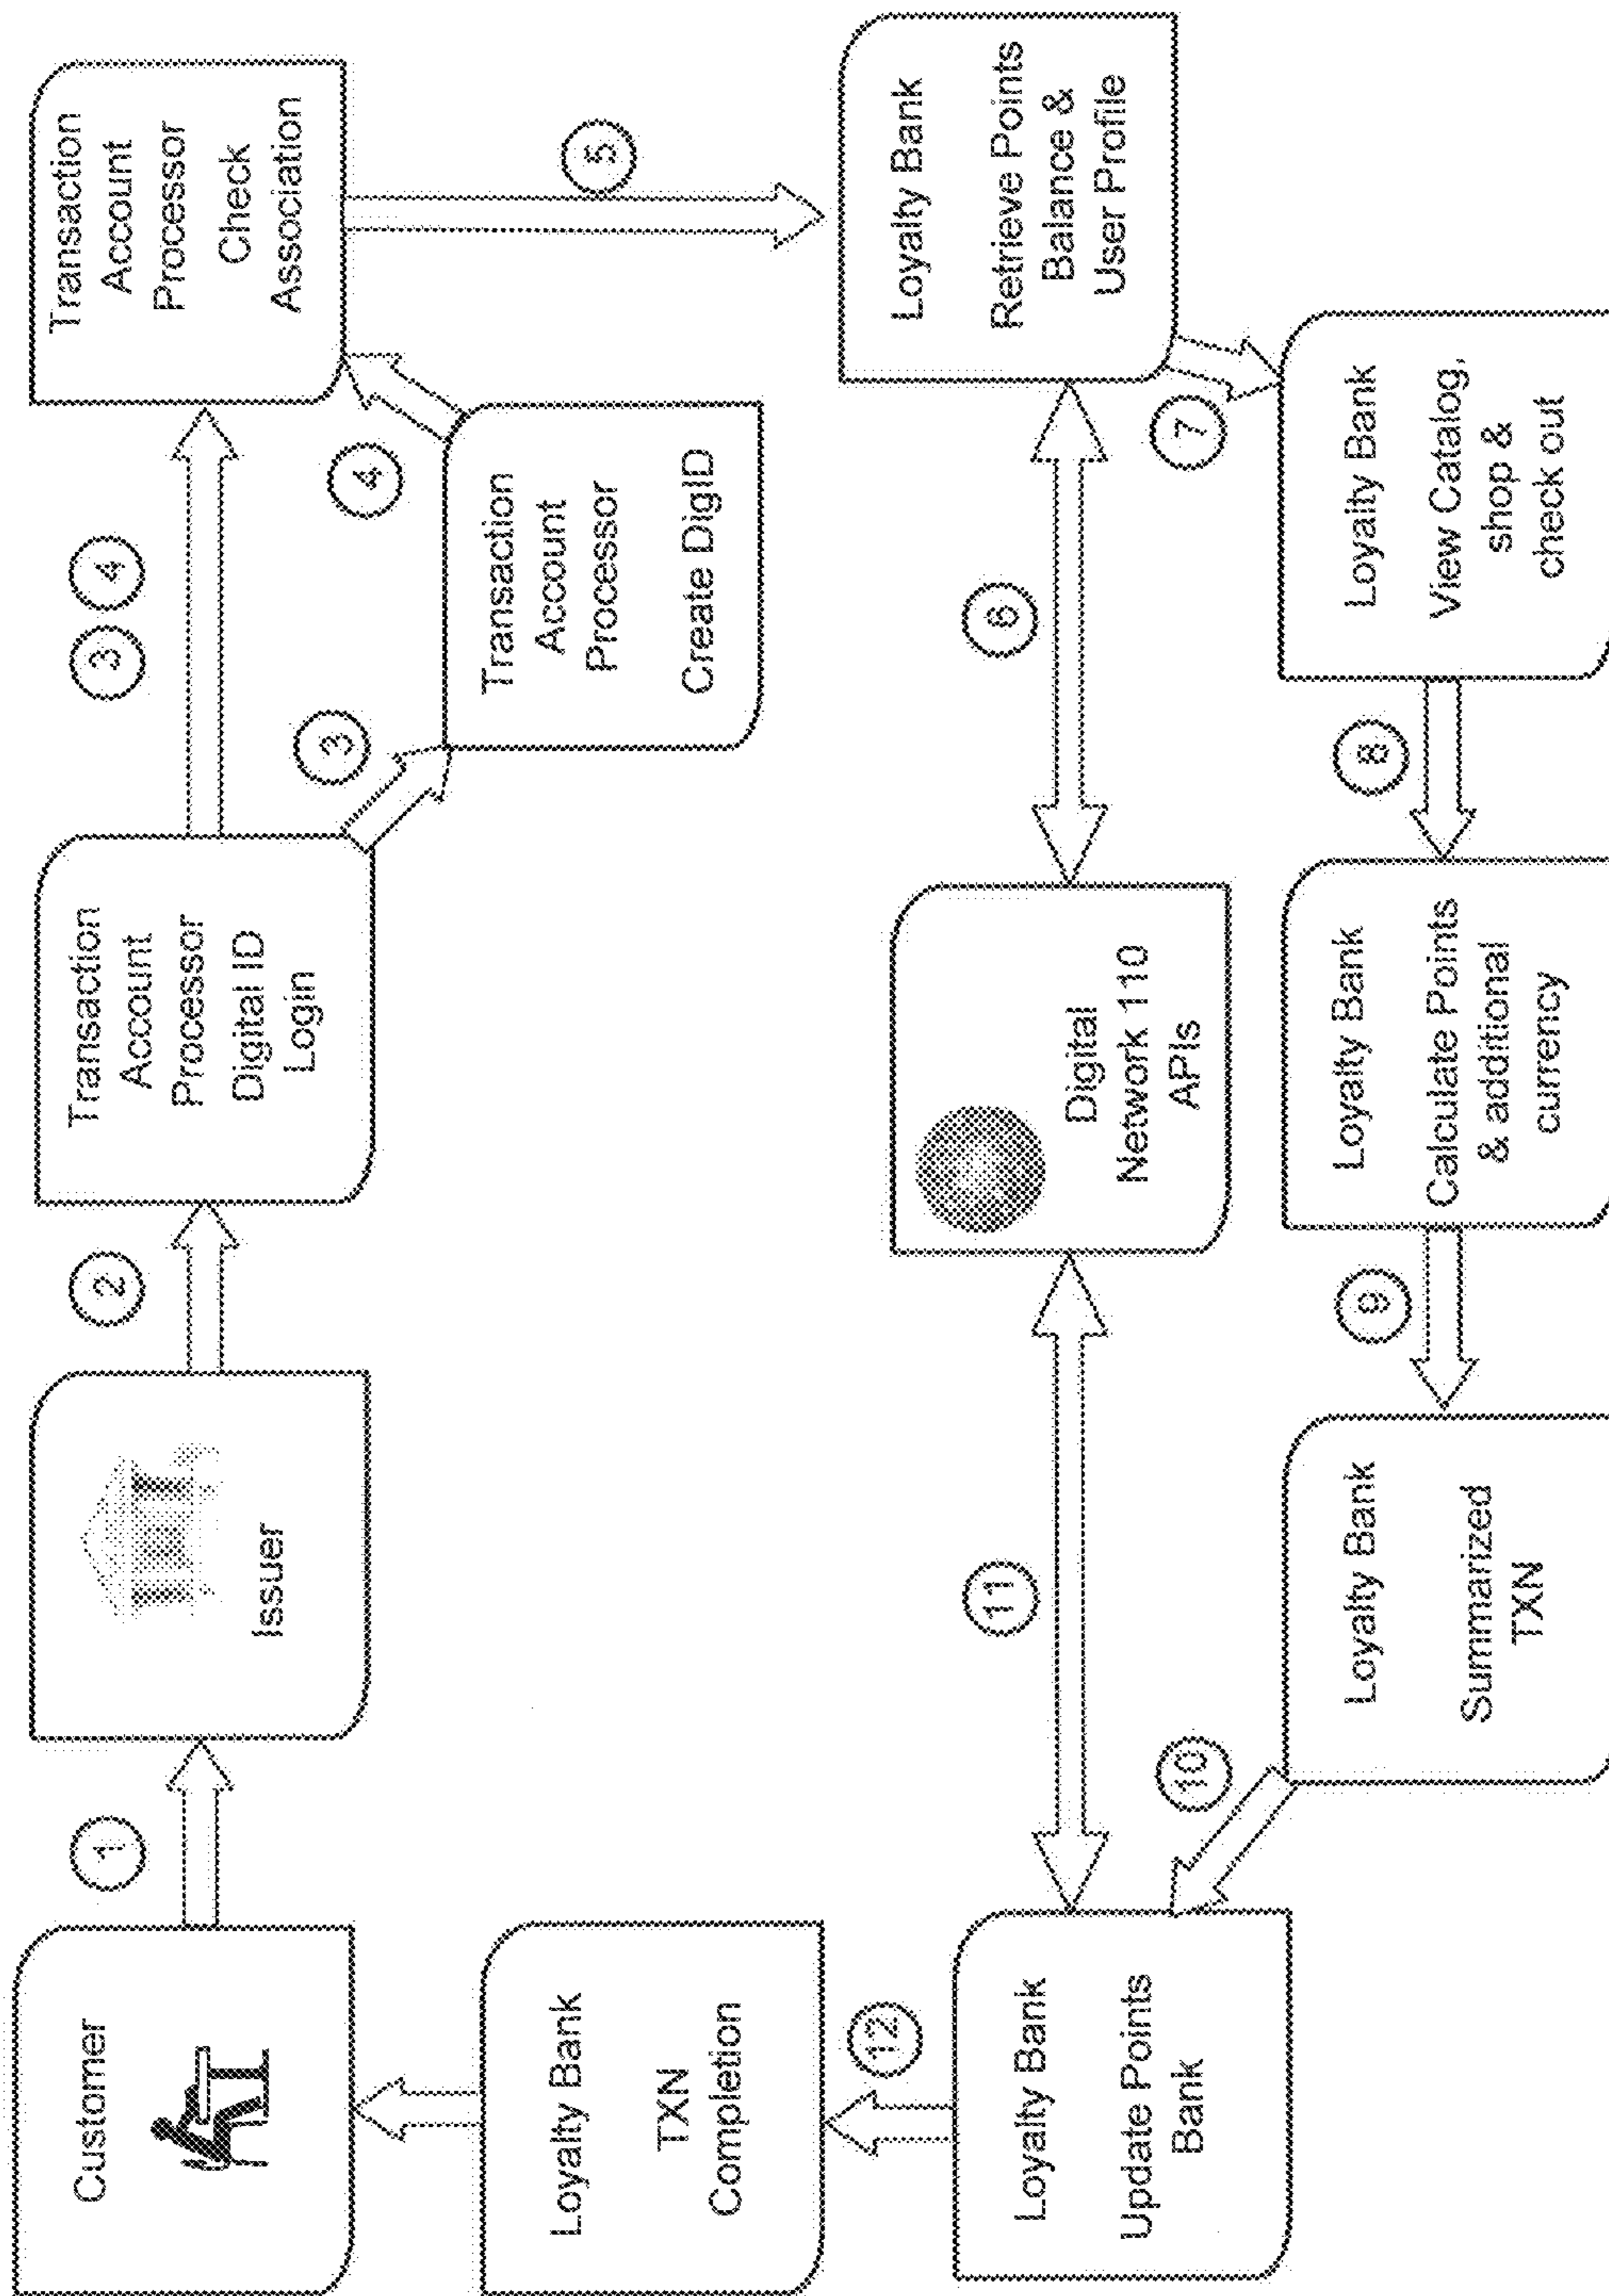 Customer
1
Issuer
2
Transaction
Account
Processor
Digital ID
Login
3
4
Transaction
Account
Processor
Check
Association
3
Transaction
Account
Processor
Create DigID
4
5
Loyalty Bank
TXN
Completion
12
Loyalty Bank
Update Points
Bank
11
Digital
Network 110
APIs
6
Loyalty Bank
Retrieve Points
Balance &
User Profile
10
7
Loyalty Bank
Summarized
TXN
9
Loyalty Bank
Calculate Points
& additional
currency
8
Loyalty Bank
View Catalog,
shop &
check out